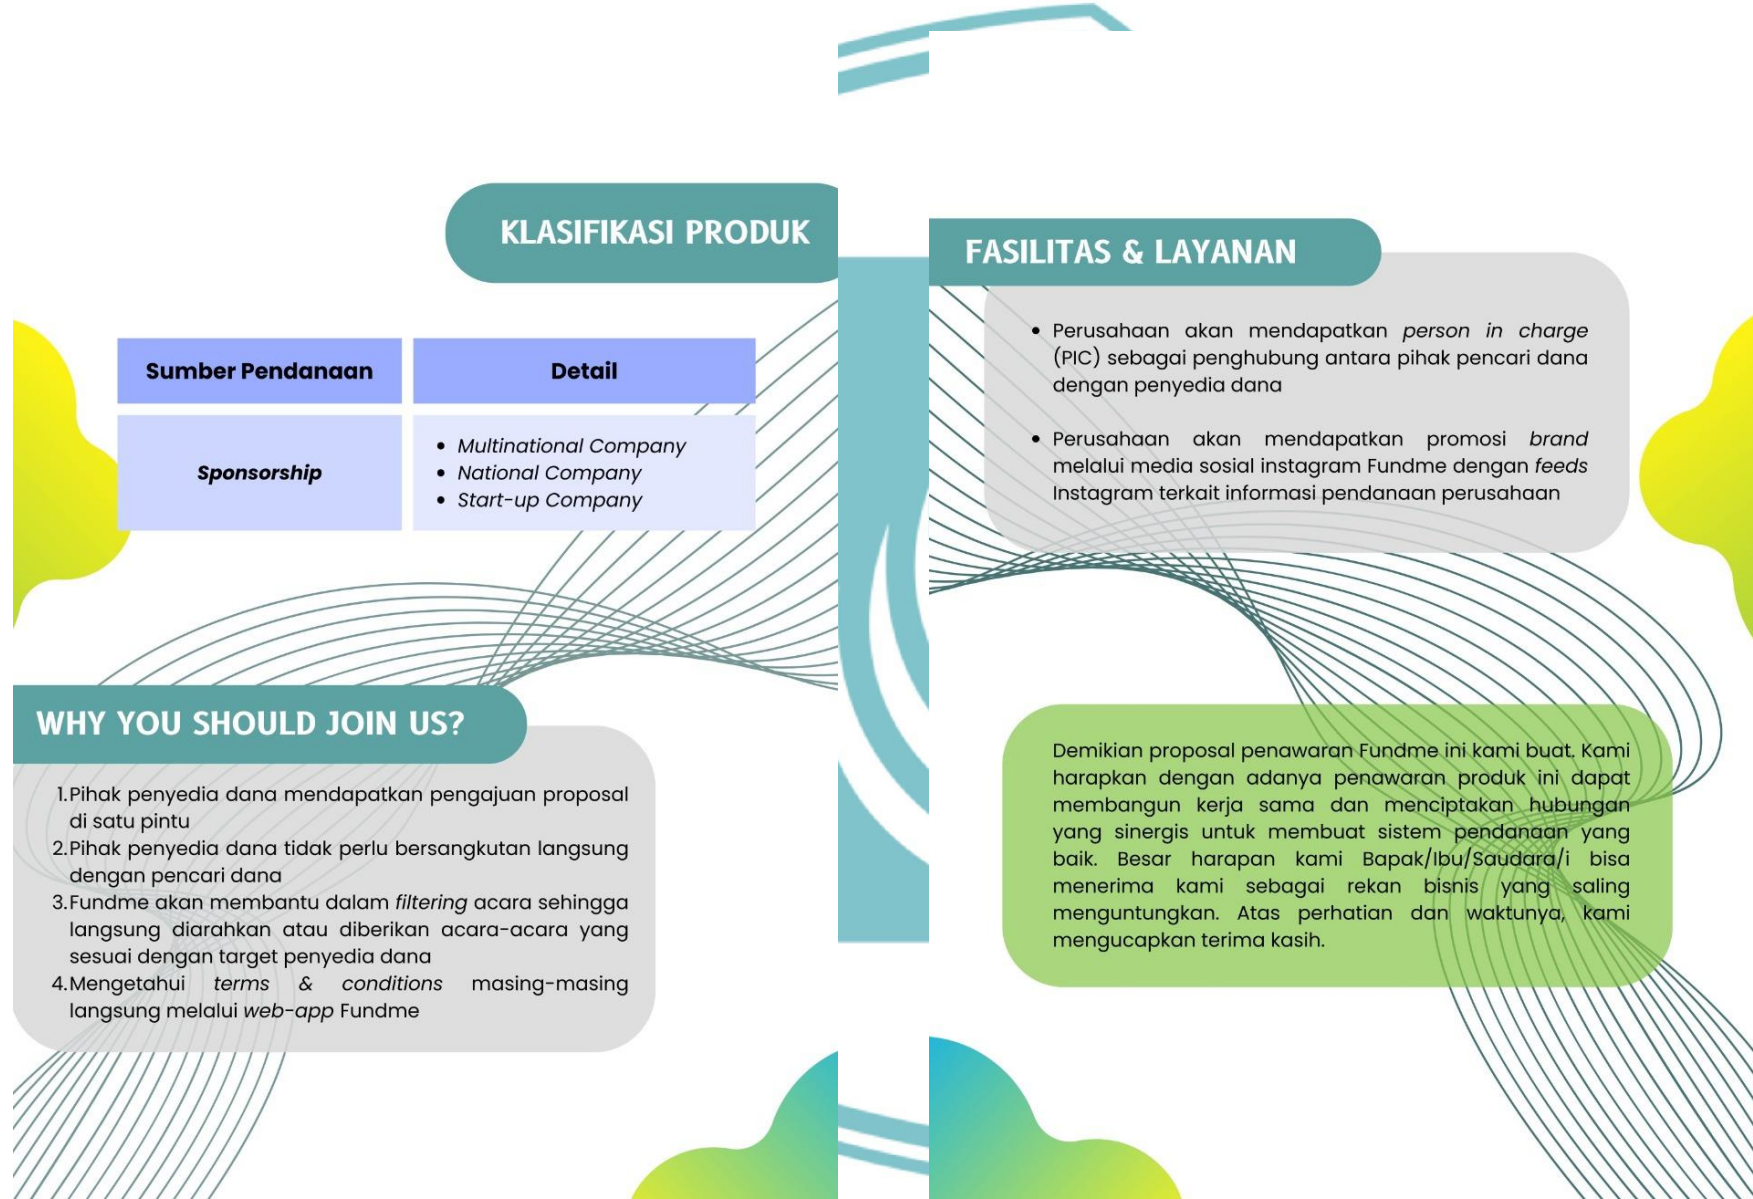 KLASIFIKASI PRODUK
Sumber Pendanaan
Detail
Sponsorship
• Multinational Company
• National Company
• Start-up Company
WHY YOU SHOULD JOIN US?
1.Pihak penyedia dana mendapatkan pengajuan proposal
di satu pintu
2.Pihak penyedia dana tidak perlu bersangkutan langsung
dengan pencari dana
3.Fundme akan membantu dalam filtering acara sehingga
langsung diarahkan atau diberikan acara-acara yang
sesuai dengan target penyedia dana
4.Mengetahui terms & conditions masing-masing
langsung melalui web-app Fundme
FASILITAS & LAYANAN
• Perusahaan akan mendapatkan person in charge
(PIC) sebagai penghubung antara pihak pencari dana
dengan penyedia dana
• Perusahaan akan mendapatkan promosi brand
melalui media sosial instagram Fundme dengan feeds
Instagram terkait informasi pendanaan perusahaan
Demikian proposal penawaran Fundme ini kami buat. Kami
harapkan dengan adanya penawaran produk ini dapat
membangun kerja sama dan menciptakan hubungan
yang sinergis untuk membuat sistem pendanaan yang
baik. Besar harapan kami Bapak/Ibu/Saudara/i bisa
menerima kami sebagai rekan bisnis yang saling
menguntungkan. Atas perhatian dan waktunya, kami
mengucapkan terima kasih.